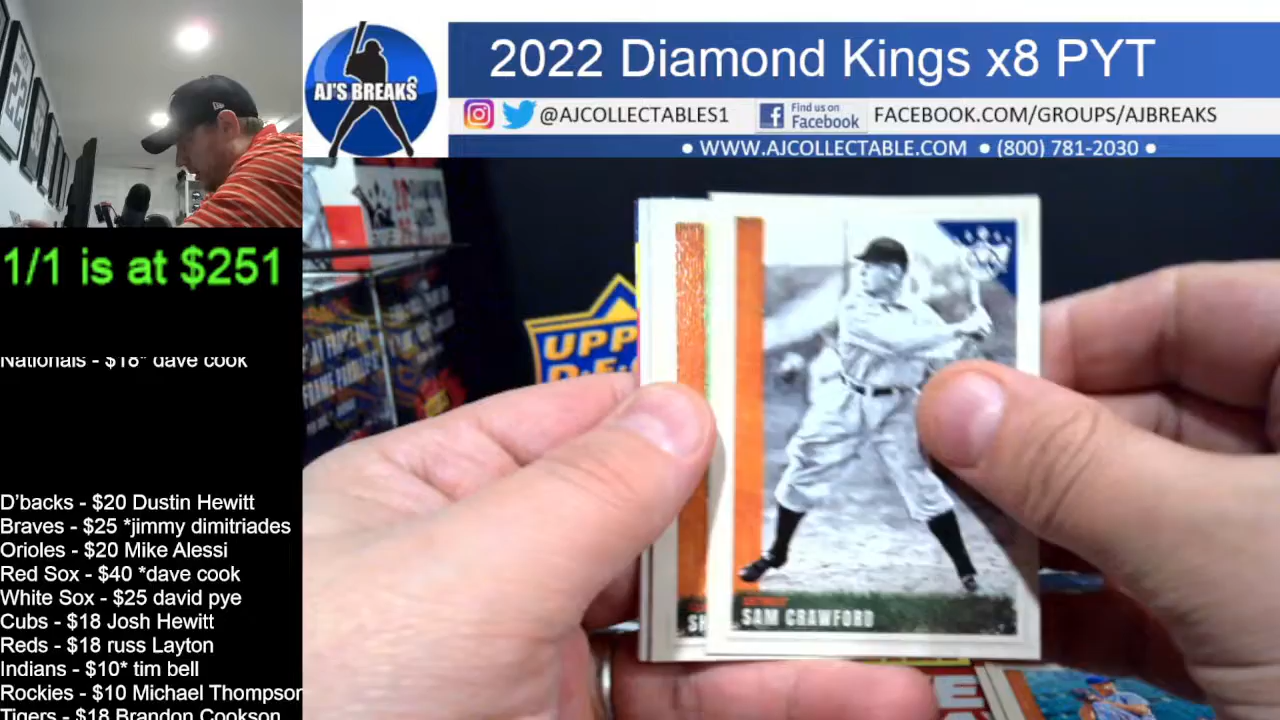 2022 Diamond Kings x8 PYT
AJ'S BREAKS
@AJCOLLECTABLES1
Find us on
Facebook
FACEBOOK.COM/GROUPS/AJBREAKS
• WWW.AJCOLLECTABLE.COM • (800) 781-2030 •
1/1 is at $251
Nationals - $18* dave cook
D'backs - $20 Dustin Hewitt
Braves - $25 *jimmy dimitriades
Orioles - $20 Mike Alessi
Red Sox - $40 *dave cook
White Sox - $25 david pye
Cubs - $18 Josh Hewitt
Reds - $18 russ Layton
Indians - $10* tim bell
Rockies - $10 Michael Thompson
Tigers - $18 Brandon Cookson
UPP
SH
SAM CRAWFORD